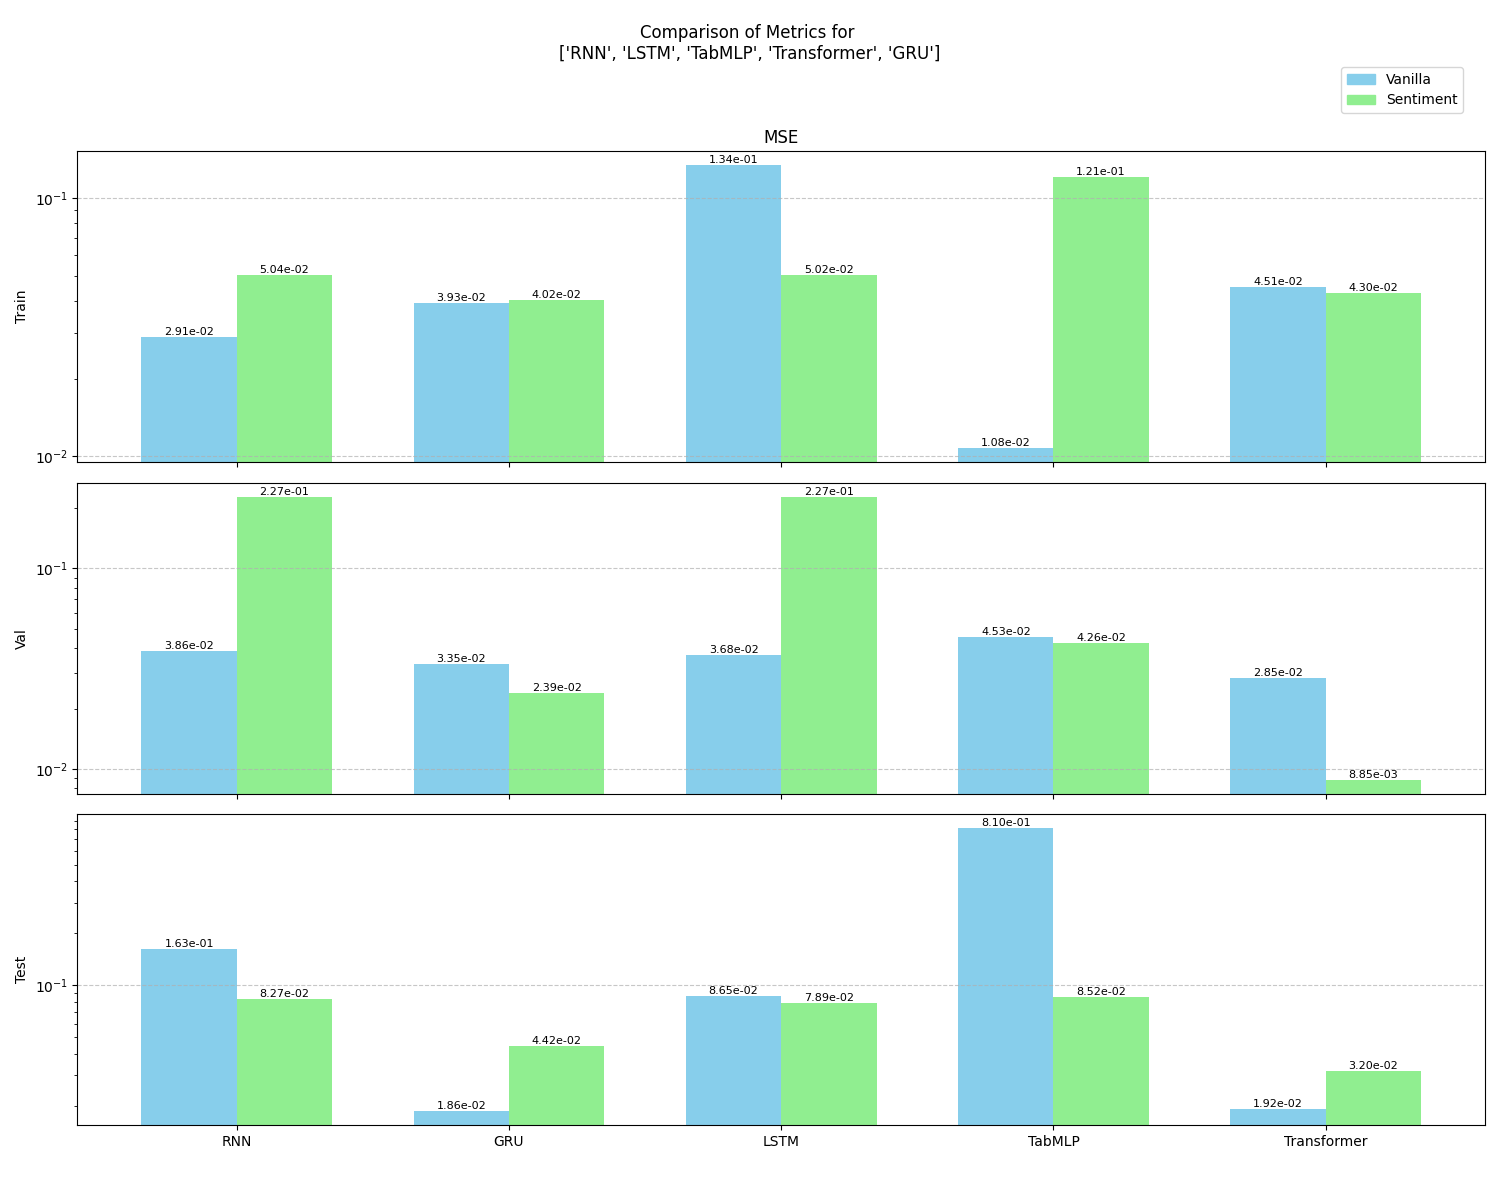 Comparison of Metrics for
['RNN', 'LSTM', 'TabMLP', 'Transformer', 'GRU']
Vanilla
Sentiment
MSE
Train
10^-1
10^-2
2.91e-02
5.04e-02
3.93e-02
4.02e-02
1.34e-01
5.02e-02
1.08e-02
1.21e-01
4.51e-02
4.30e-02
Val
10^-1
10^-2
3.86e-02
2.27e-01
3.35e-02
2.39e-02
3.68e-02
2.27e-01
4.53e-02
4.26e-02
2.85e-02
8.85e-03
Test
10^-1
1.63e-01
8.27e-02
1.86e-02
4.42e-02
8.65e-02
7.89e-02
8.10e-01
8.52e-02
1.92e-02
3.20e-02
RNN
GRU
LSTM
TabMLP
Transformer